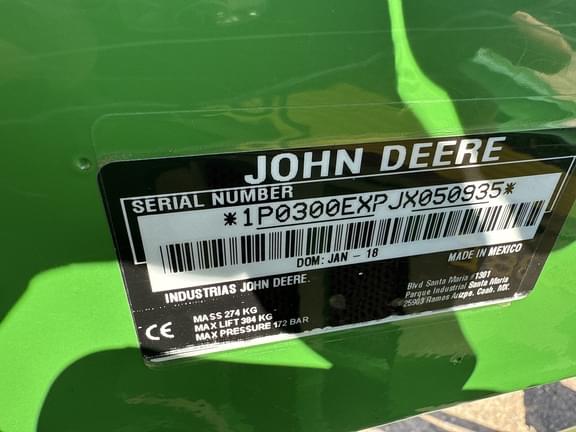 JOHN DEERE
SERIAL NUMBER
*1P0300EXPJX050935*
DOM: JAN - 18
MADE IN MEXICO
INDUSTRIAS JOHN DEERE.
Blvd Santa Maria #1301
Parque Industrial Santa Maria
25903 Ramos Arizpe. Coah. MX.
CE
MASS 274 KG
MAX LIFT 384 KG
MAX PRESSURE 172 BAR